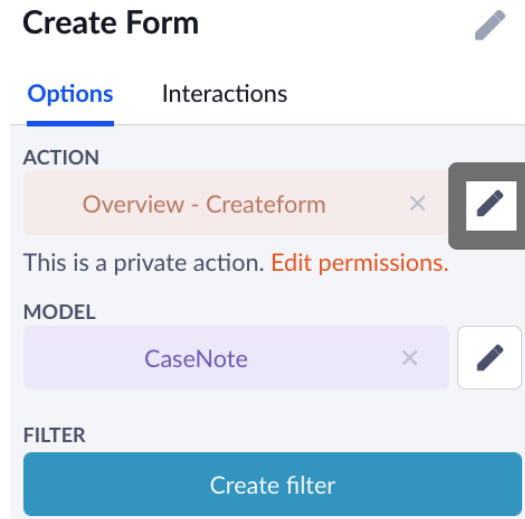 Create Form
Options Interactions
ACTION
Overview - Createform
This is a private action. Edit permissions.
MODEL
CaseNote
FILTER
Create filter